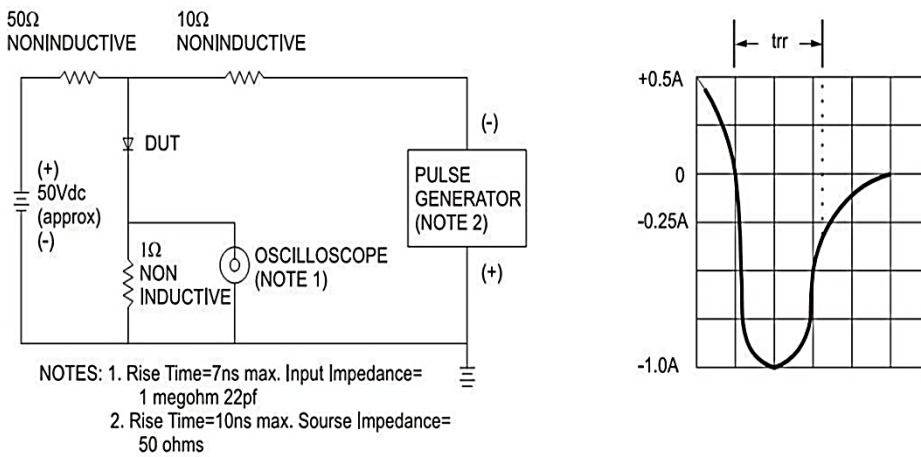 50Ω
NONINDUCTIVE
10Ω
NONINDUCTIVE
DUT
(+)
50Vdc
(approx)
(-)
1Ω
NON
INDUCTIVE
OSCILLOSCOPE
(NOTE 1)
(-)
PULSE
GENERATOR
(NOTE 2)
(+)
NOTES: 1. Rise Time=7ns max. Input Impedance=
1 megohm 22pf
2. Rise Time=10ns max. Sourse Impedance=
50 ohms
trr
+0.5A
0
-0.25A
-1.0A